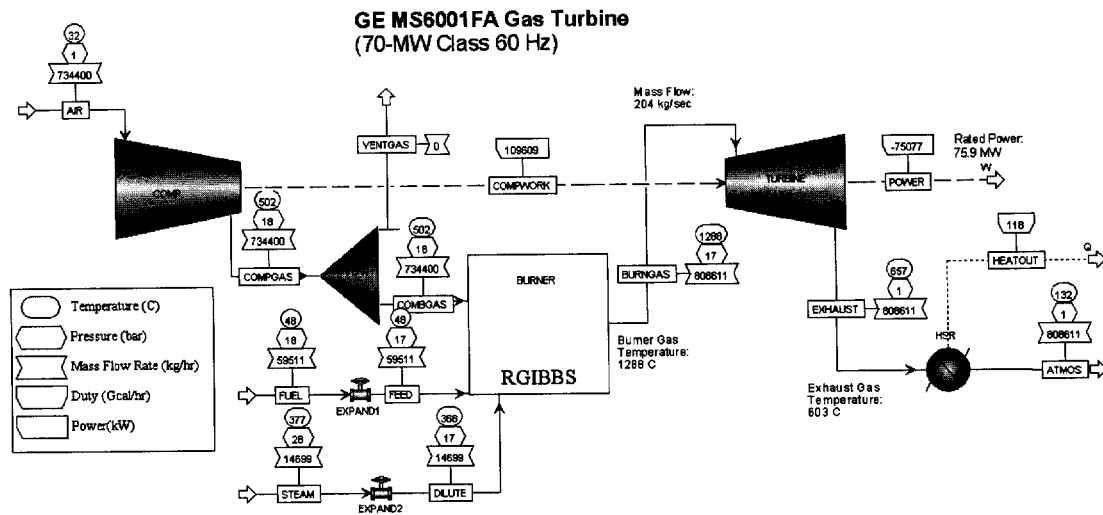 GE MS6001FA Gas Turbine
(70-MW Class 60 Hz)
32
1
734400
AIR
COMP
VENTGAS
0
109609
COMPWORK
Mass Flow:
204 kg/sec
TURBINE
-75077
POWER
Rated Power:
75.9 MW
W
502
18
734400
COMPGAS
502
18
734400
COMBGAS
BURNER
RGIBBS
1288
17
808611
BURNGAS
Burner Gas
Temperature:
1288 C
118
HEATOUT
Q
657
1
808611
EXHAUST
HSR
132
1
808611
ATMOS
Exhaust Gas
Temperature:
603 C
48
18
59511
FUEL
EXPAND1
48
17
59511
FEED
377
28
14699
STEAM
EXPAND2
368
17
14699
DILUTE
Temperature (C)
Pressure (bar)
Mass Flow Rate (kg/hr)
Duty (Gcal/hr)
Power(kW)